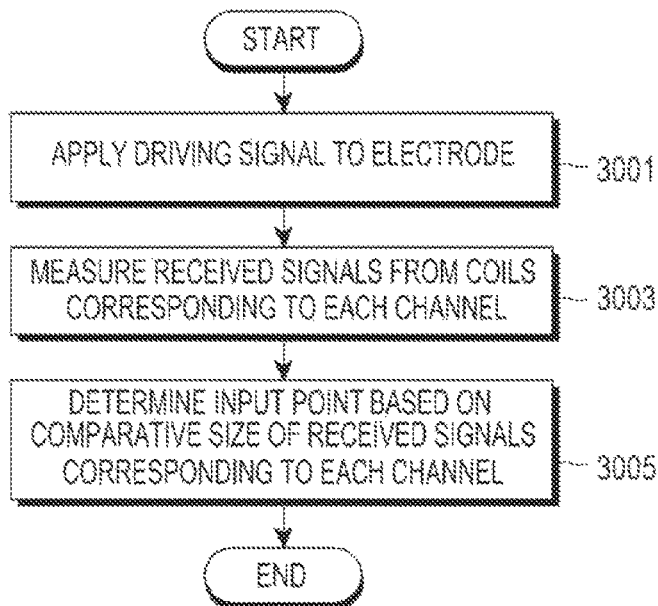 START
APPLY DRIVING SIGNAL TO ELECTRODE
3001
MEASURE RECEIVED SIGNALS FROM COILS
CORRESPONDING TO EACH CHANNEL
3003
DETERMINE INPUT POINT BASED ON
COMPARATIVE SIZE OF RECEIVED SIGNALS
CORRESPONDING TO EACH CHANNEL
3005
END